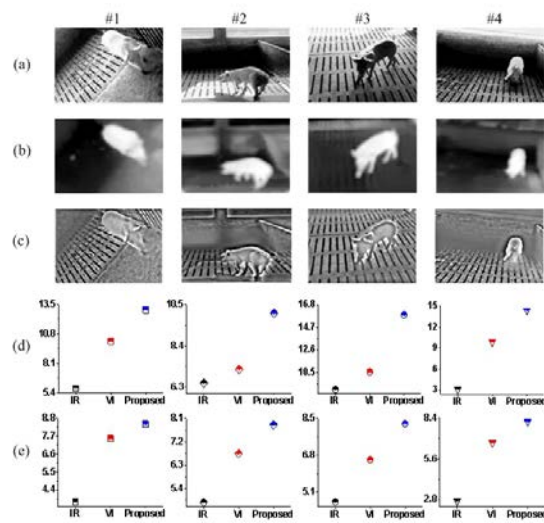 #1 #2 #3 #4
(a)
(b)
(c)
(d)
13.5 10.8 8.1 5.4
IR VI Proposed
10.5 8.4 6.3
IR VI Proposed
16.8 14.7 12.6 10.5
IR VI Proposed
15 12 9 6 3
IR VI Proposed
(e)
8.8 7.7 6.6 5.5 4.4
IR VI Proposed
8.1 7.2 6.3 5.4
IR VI Proposed
8.5 6.8 5.1
IR VI Proposed
8.4 5.6 2.8
IR VI Proposed